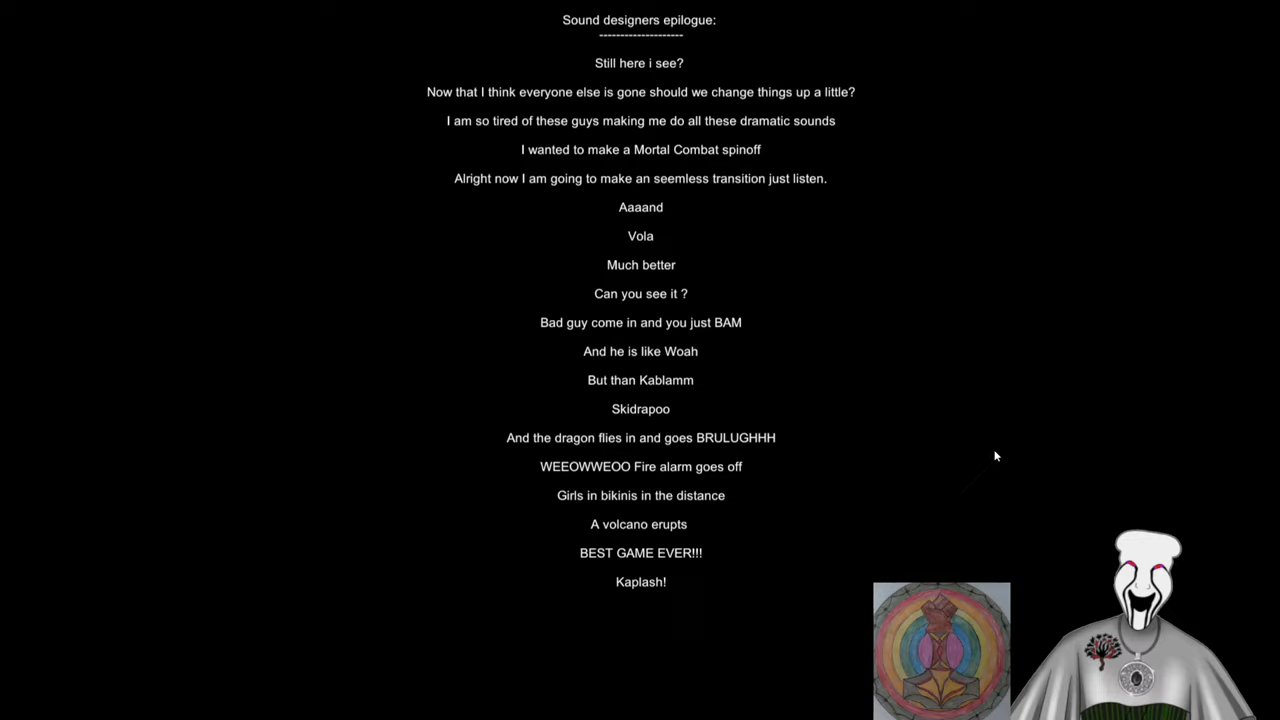 Sound designers epilogue:
--------------------
Still here i see?
Now that I think everyone else is gone should we change things up a little?
I am so tired of these guys making me do all these dramatic sounds
I wanted to make a Mortal Combat spinoff
Alright now I am going to make an seemless transition just listen.
Aaaand
Vola
Much better
Can you see it ?
Bad guy come in and you just BAM
And he is like Woah
But than Kablamm
Skidrapoo
And the dragon flies in and goes BRULUGHHH
WEEOWWEOO Fire alarm goes off
Girls in bikinis in the distance
A volcano erupts
BEST GAME EVER!!!
Kaplash!